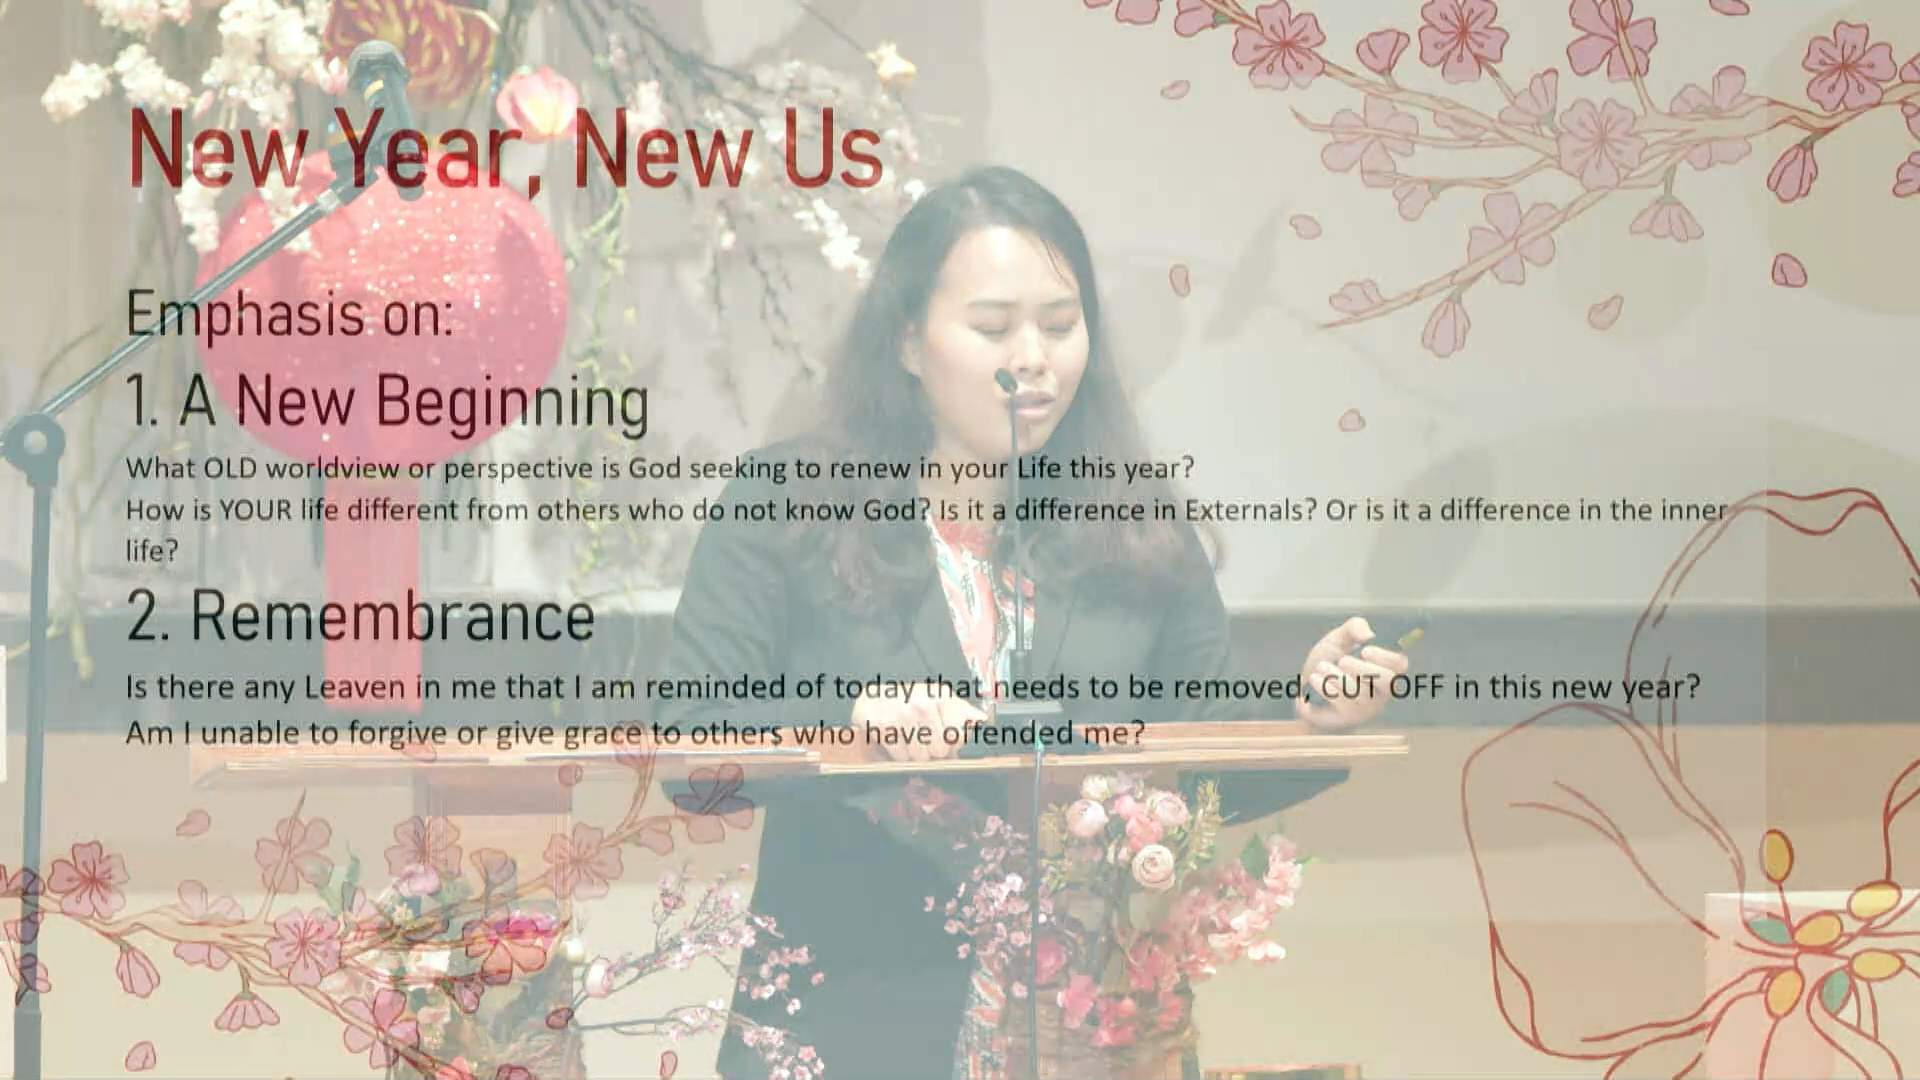 New Year, New Us
Emphasis on:
1. A New Beginning
What OLD worldview or perspective is God seeking to renew in your Life this year?
How is YOUR life different from others who do not know God? Is it a difference in Externals? Or is it a difference in the inner
life?
2. Remembrance
Is there any Leaven in me that I am reminded of today that needs to be removed, CUT OFF in this new year?
Am I unable to forgive or give grace to others who have offended me?